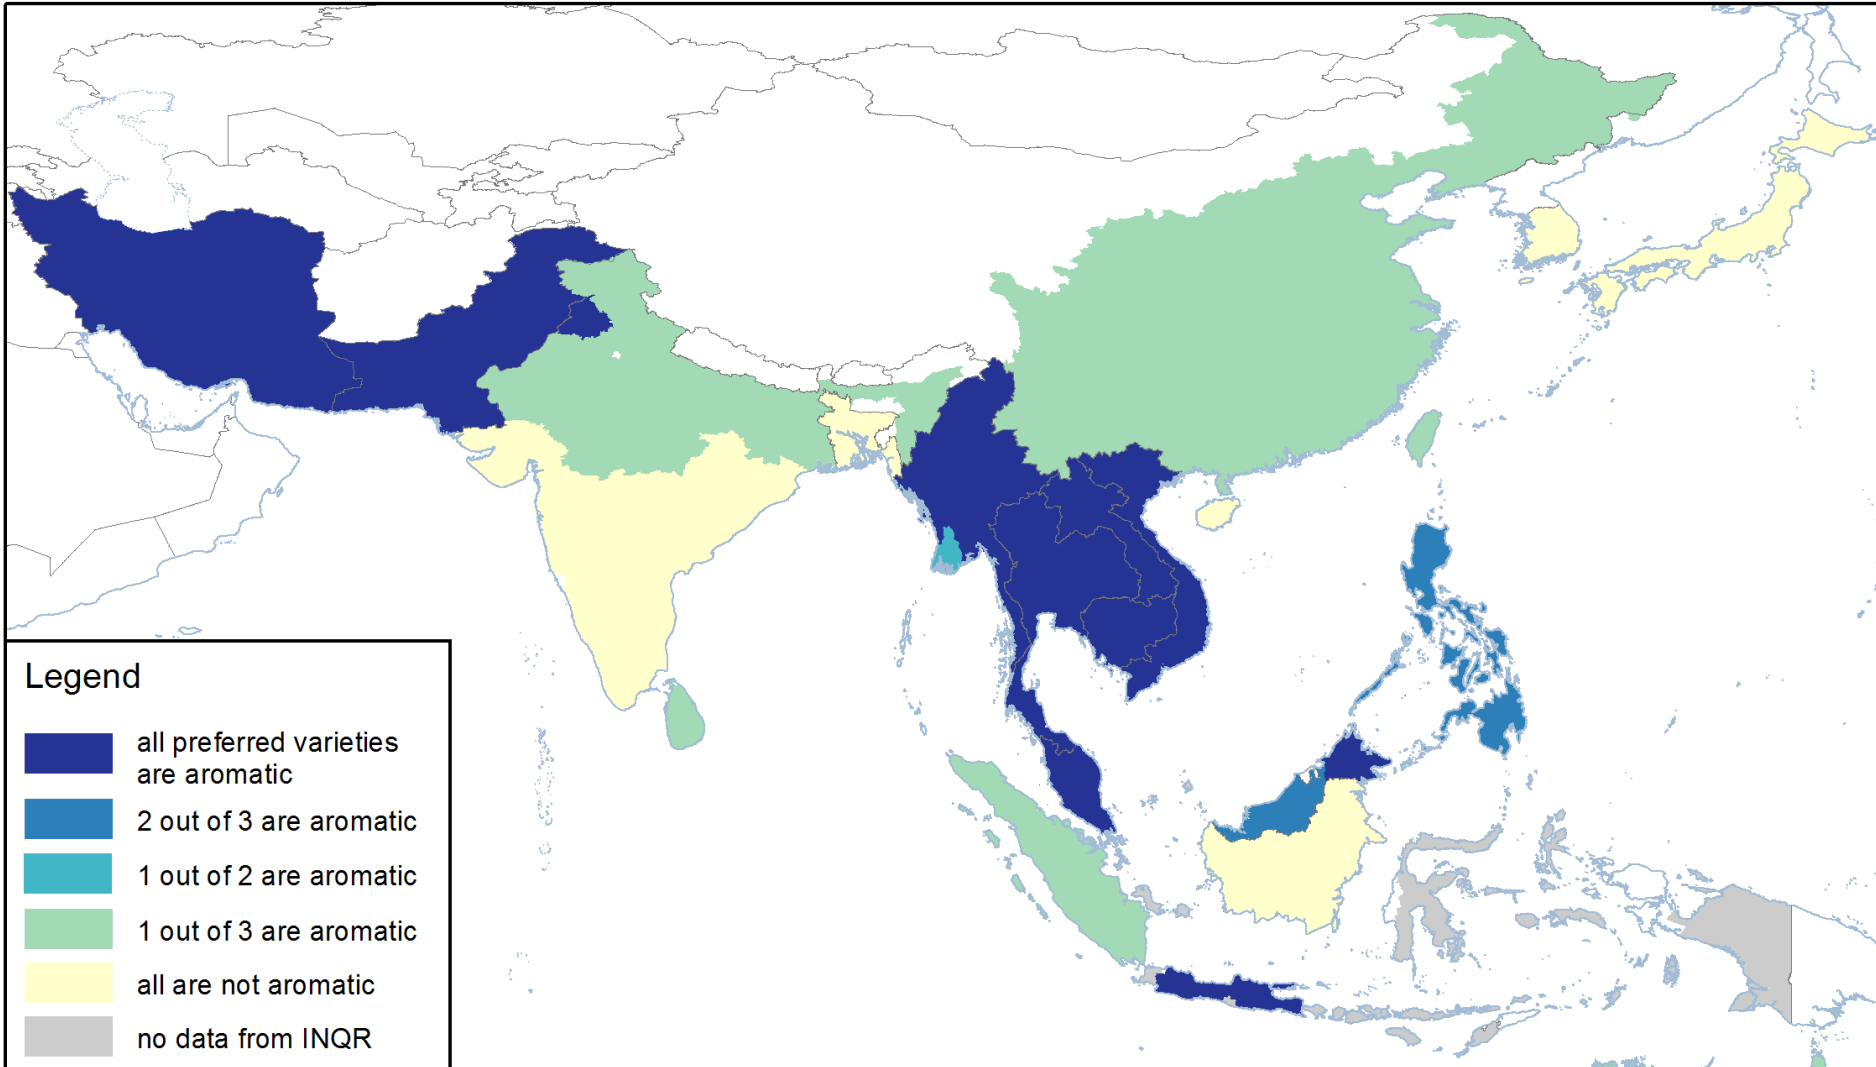 Legend
all preferred varieties
are aromatic
2 out of 3 are aromatic
1 out of 2 are aromatic
1 out of 3 are aromatic
all are not aromatic
no data from INQR